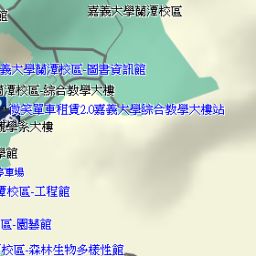 嘉義大學蘭潭校區
嘉義大學蘭潭校區-圖書資訊館
蘭潭校區-綜合教學大樓
微笑單車租賃2.0嘉義大學綜合教學大樓站
學系大樓
學館
停車場
潭校區-工程館
校區-園藝館
校區-森林生物多樣性館